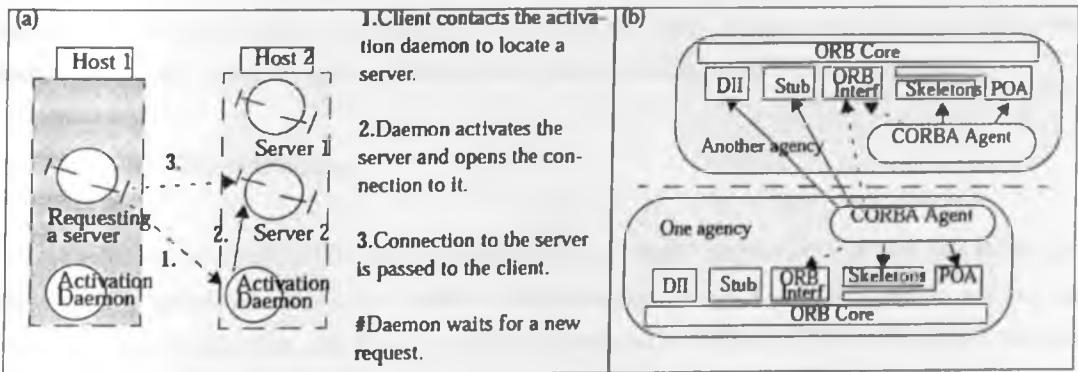 (a)
Host 1
Host 2
3.
Server 1
Requesting
a server
2.
Server 2
1.
Activation
Daemon
Activation
Daemon
1.Client contacts the activa-
tion daemon to locate a
server.
2.Daemon activates the
server and opens the con-
nection to it.
3.Connection to the server
is passed to the client.
#Daemon waits for a new
request.
(b)
ORB Core
DII
Stub
ORB
Interf
Skeletons
POA
CORBA Agent
Another agency
CORBA Agent
One agency
DII
Stub
ORB
Interf
Skeletons
POA
ORB Core